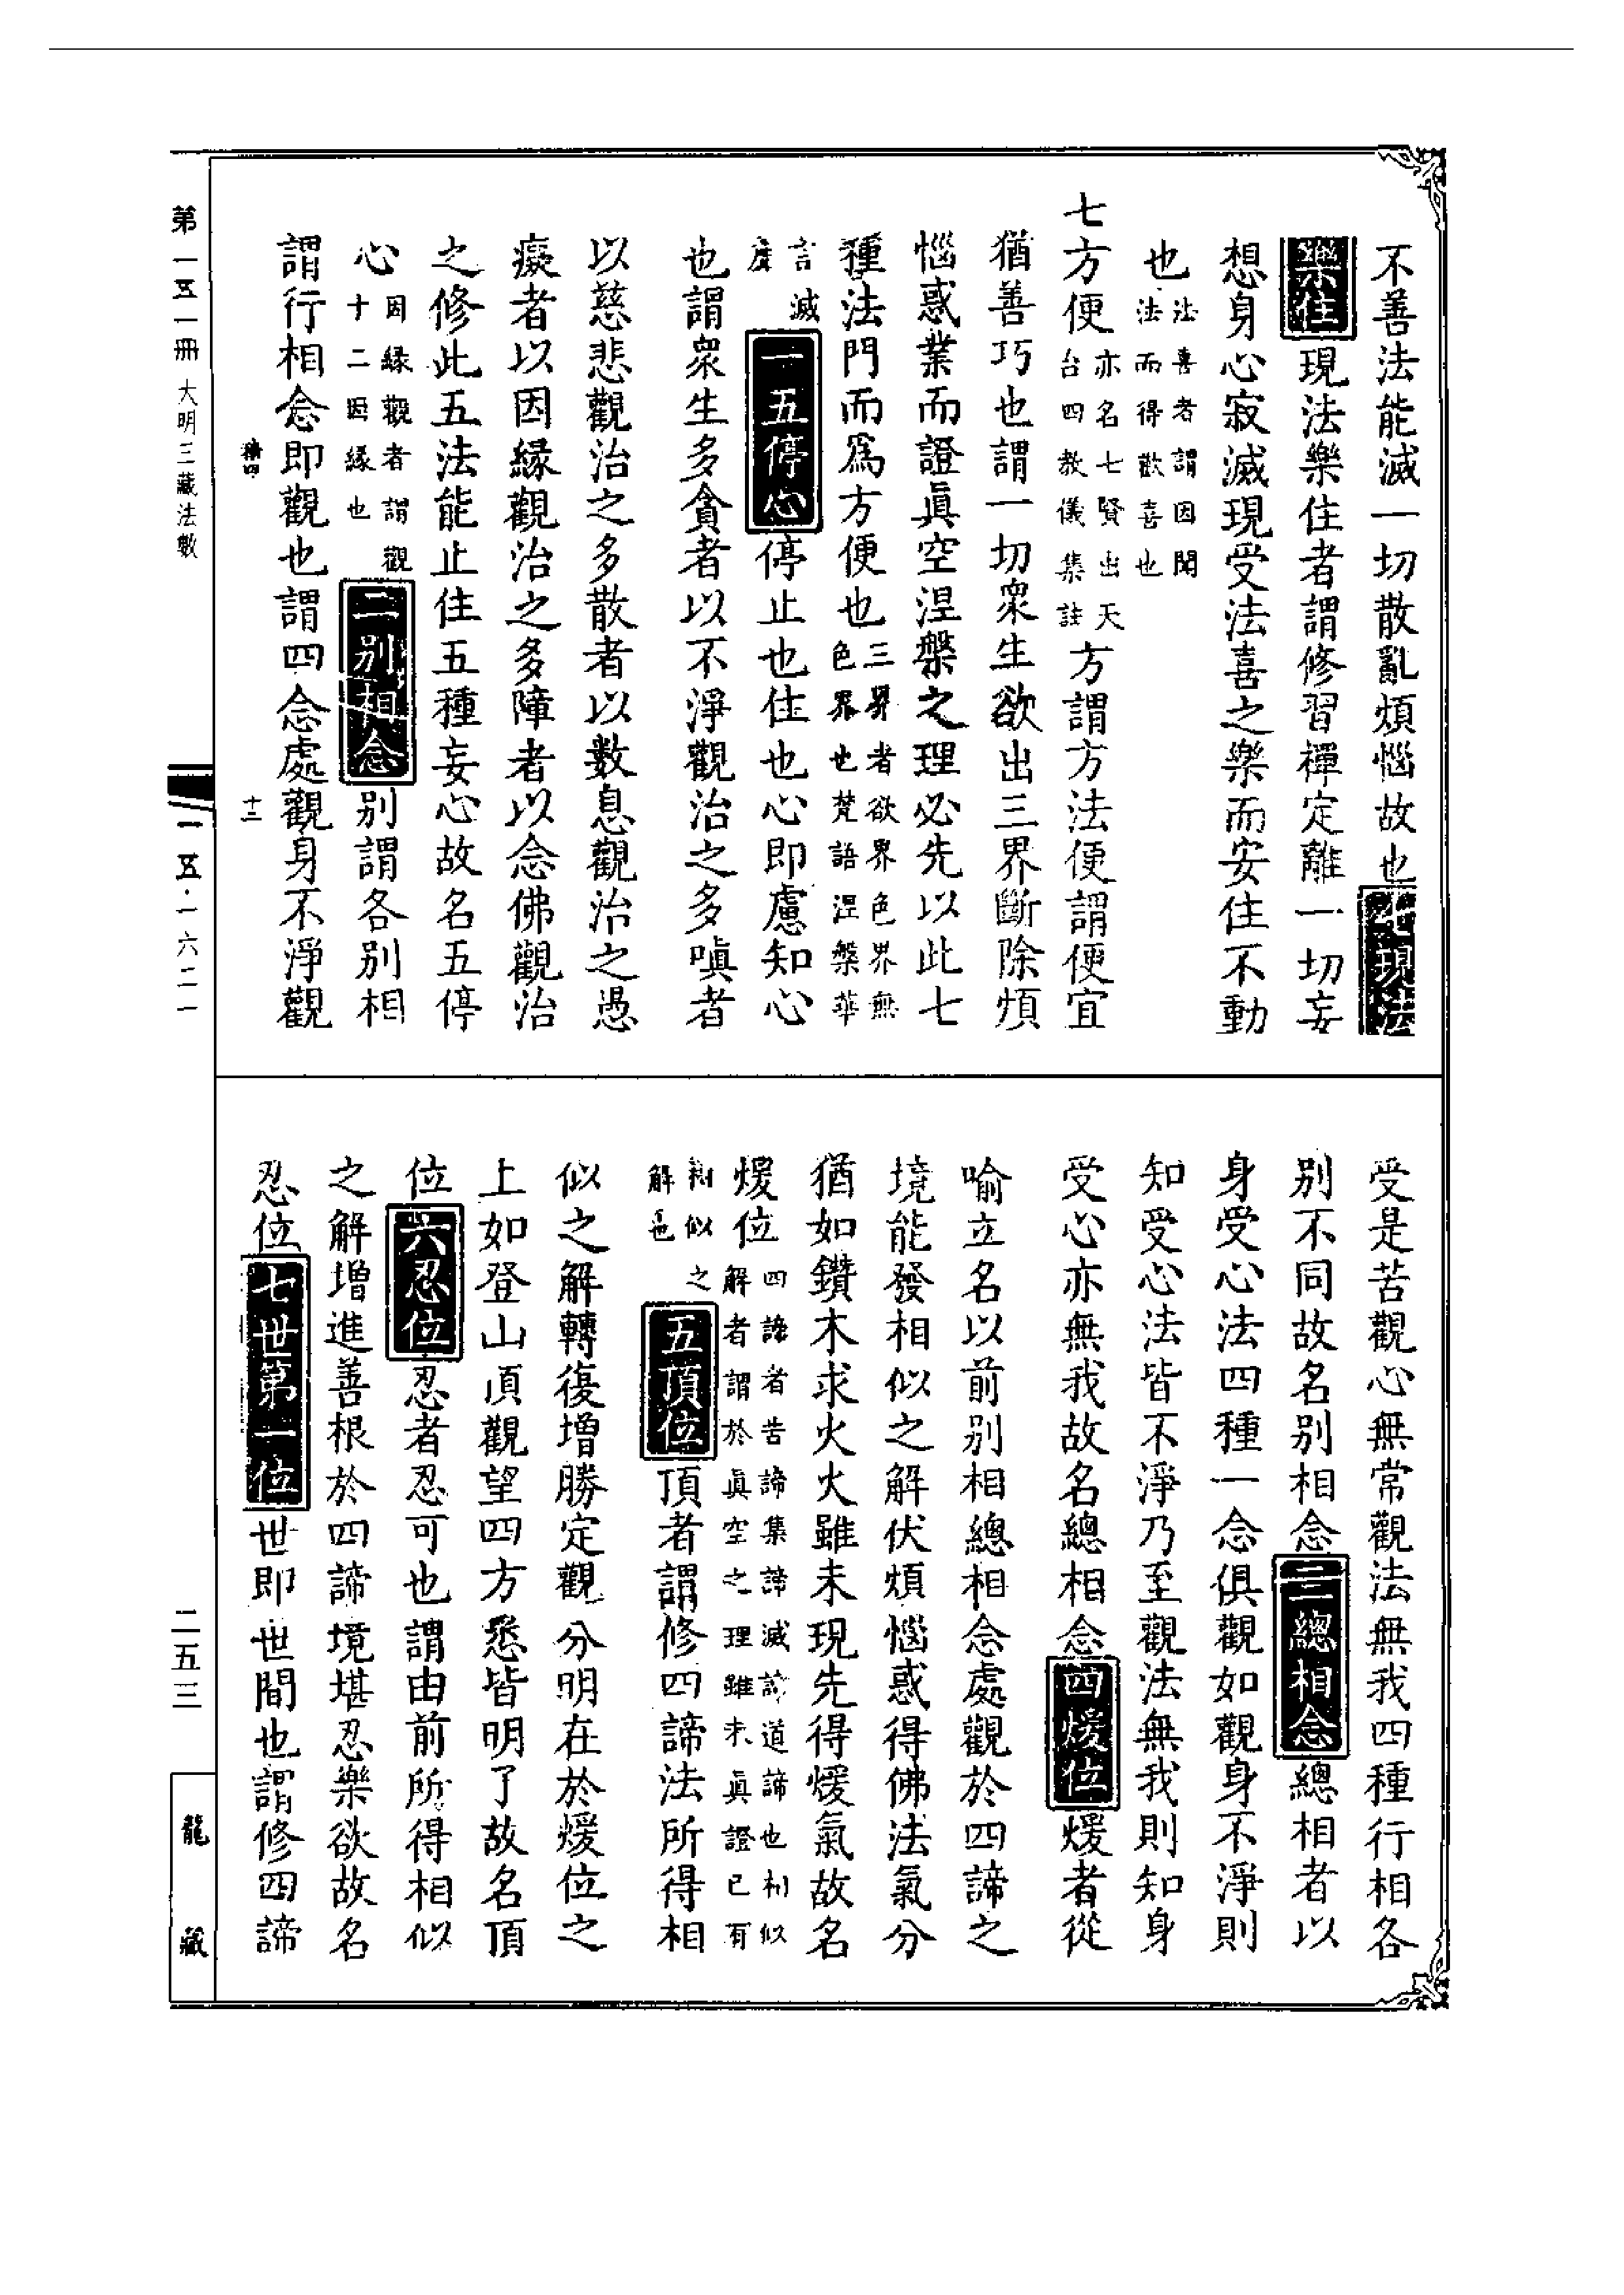 不善法能滅一切散亂煩惱故也七現法
樂住現法樂住者謂修習禪定離一切妄
想身心寂滅現受法喜之樂而安住不動
也法喜者謂因聞法而得歡喜也
七方便亦名七賢出天台四教儀集註方謂方法便謂便宜
猶善巧也謂一切衆生欲出三界斷除煩
惱惑業而證眞空涅槃之理必先以此七
種法門而爲方便也三界者欲界色界無色界也梵語涅槃華
言滅度一五停心停止也住也心即慮知心
也謂衆生多貪者以不淨觀治之多嗔者
以慈悲觀治之多散者以數息觀治之愚
癡者以因緣觀治之多障者以念佛觀治
之修此五法能止住五種妄心故名五停
心因緣觀者謂觀十二因緣也二别相念别謂各别相
謂行相念即觀也謂四念處觀身不淨觀
受是苦觀心無常觀法無我四種行相各
别不同故名别相念三總相念總相者以
身受心法四種一念俱觀如觀身不淨則
知受心法皆不淨乃至觀法無我則知身
受心亦無我故名總相念四煖位煖者從
喻立名以前别相總相念處觀於四諦之
境能發相似之解伏煩惱惑得佛法氣分
猶如鑽木求火火雖未現先得煖氣故名
煖位四諦者苦諦集諦滅諦道諦也相似解者謂於眞空之理雖未眞證已有
相似之解也五頂位頂者謂修四諦法所得相
似之解轉復增勝定觀分明在於煖位之
上如登山頂觀望四方悉皆明了故名頂
位六忍位忍者忍可也謂由前所得相似
之解增進善根於四諦境堪忍樂欲故名
忍位七世第一位世即世間也謂修四諦
第一五一冊 大明三藏法數
十三
一五·一六二一
二五三
龍藏